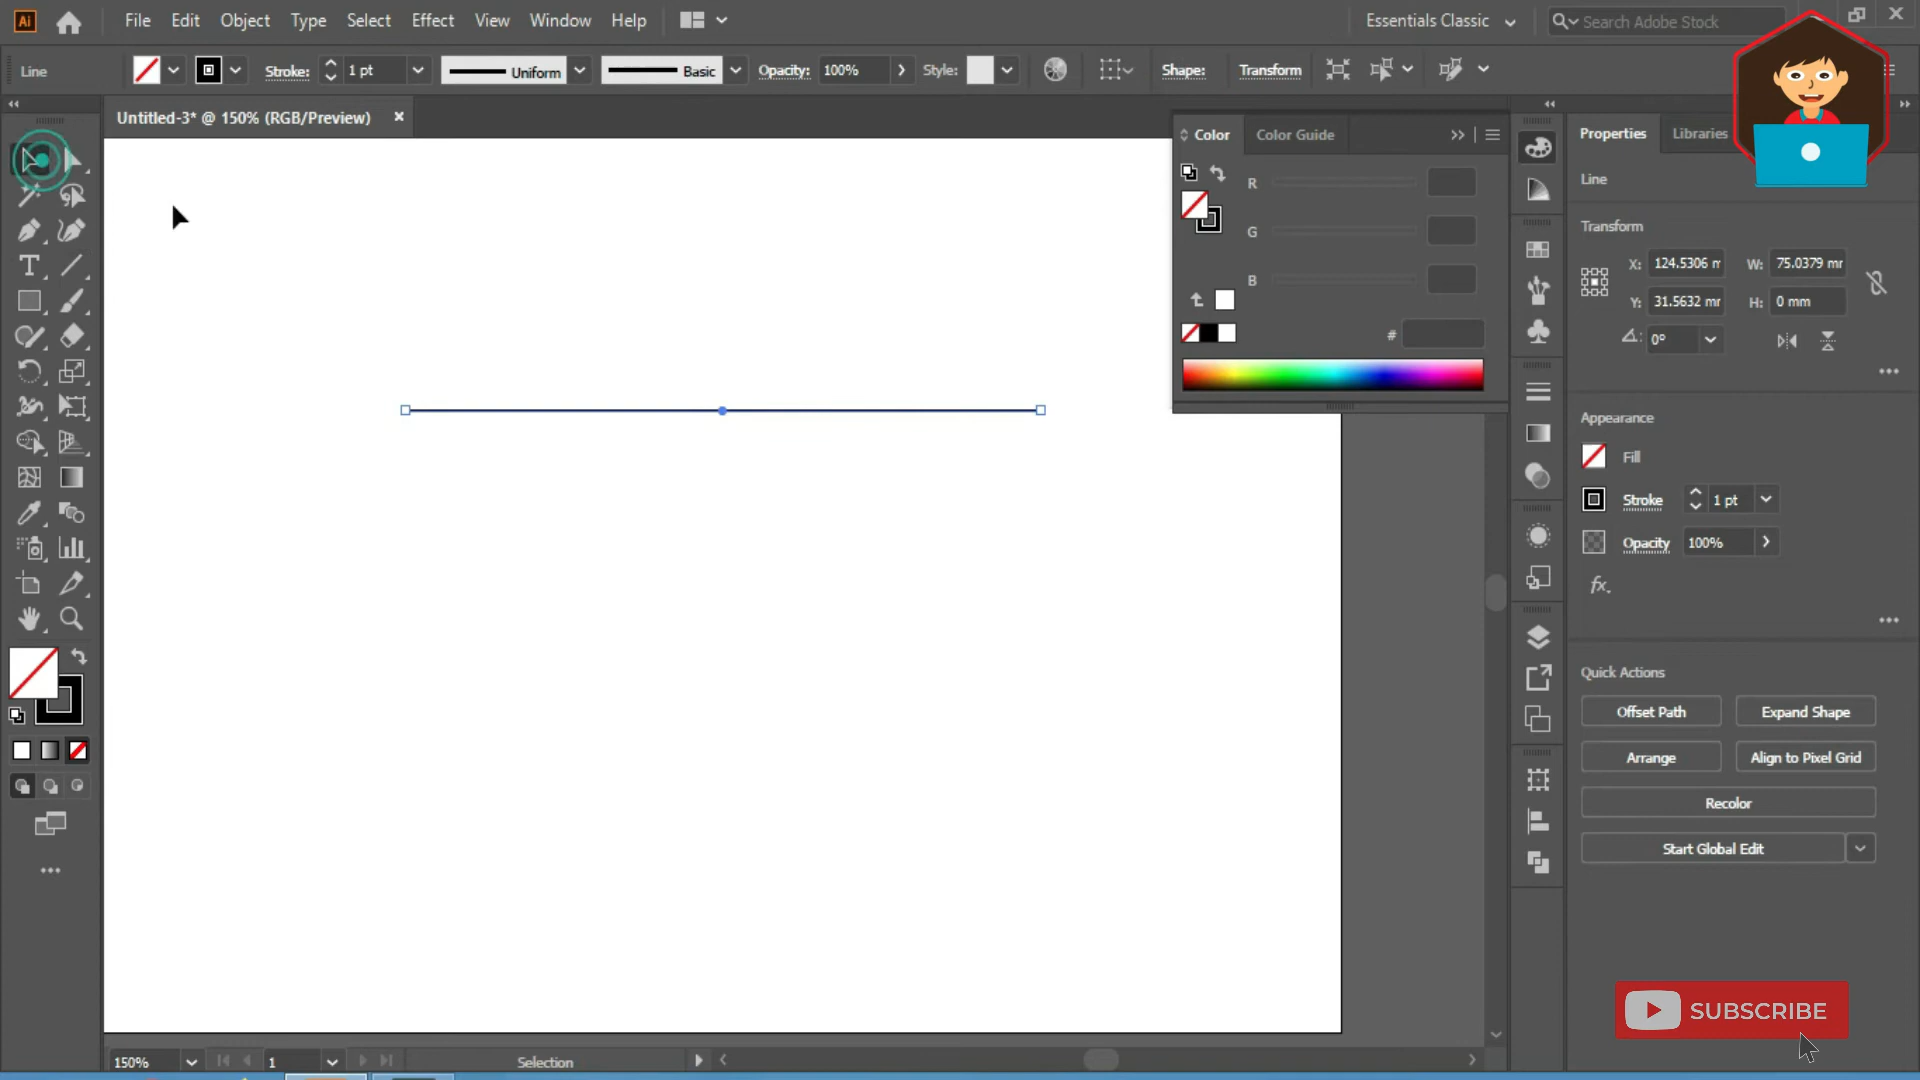 Ai File Edit Object Type Select Effect View Window Help Essentials Classic Search Adobe Stock
Line Stroke: 1 pt Uniform Basic Opacity: 100% Style: Shape: Transform
Untitled-3* @ 150% (RGB/Preview) ×
Color Color Guide
R
G
B
#
Properties Libraries
Line
Transform
X: 124.5306 m W: 75.0379 mr
Y: 31.5632 mr H: 0 mm
0°
Appearance
Fill
Stroke 1 pt
Opacity 100%
fx.
Quick Actions
Offset Path Expand Shape
Arrange Align to Pixel Grid
Recolor
Start Global Edit
SUBSCRIBE
150% 1 Selection